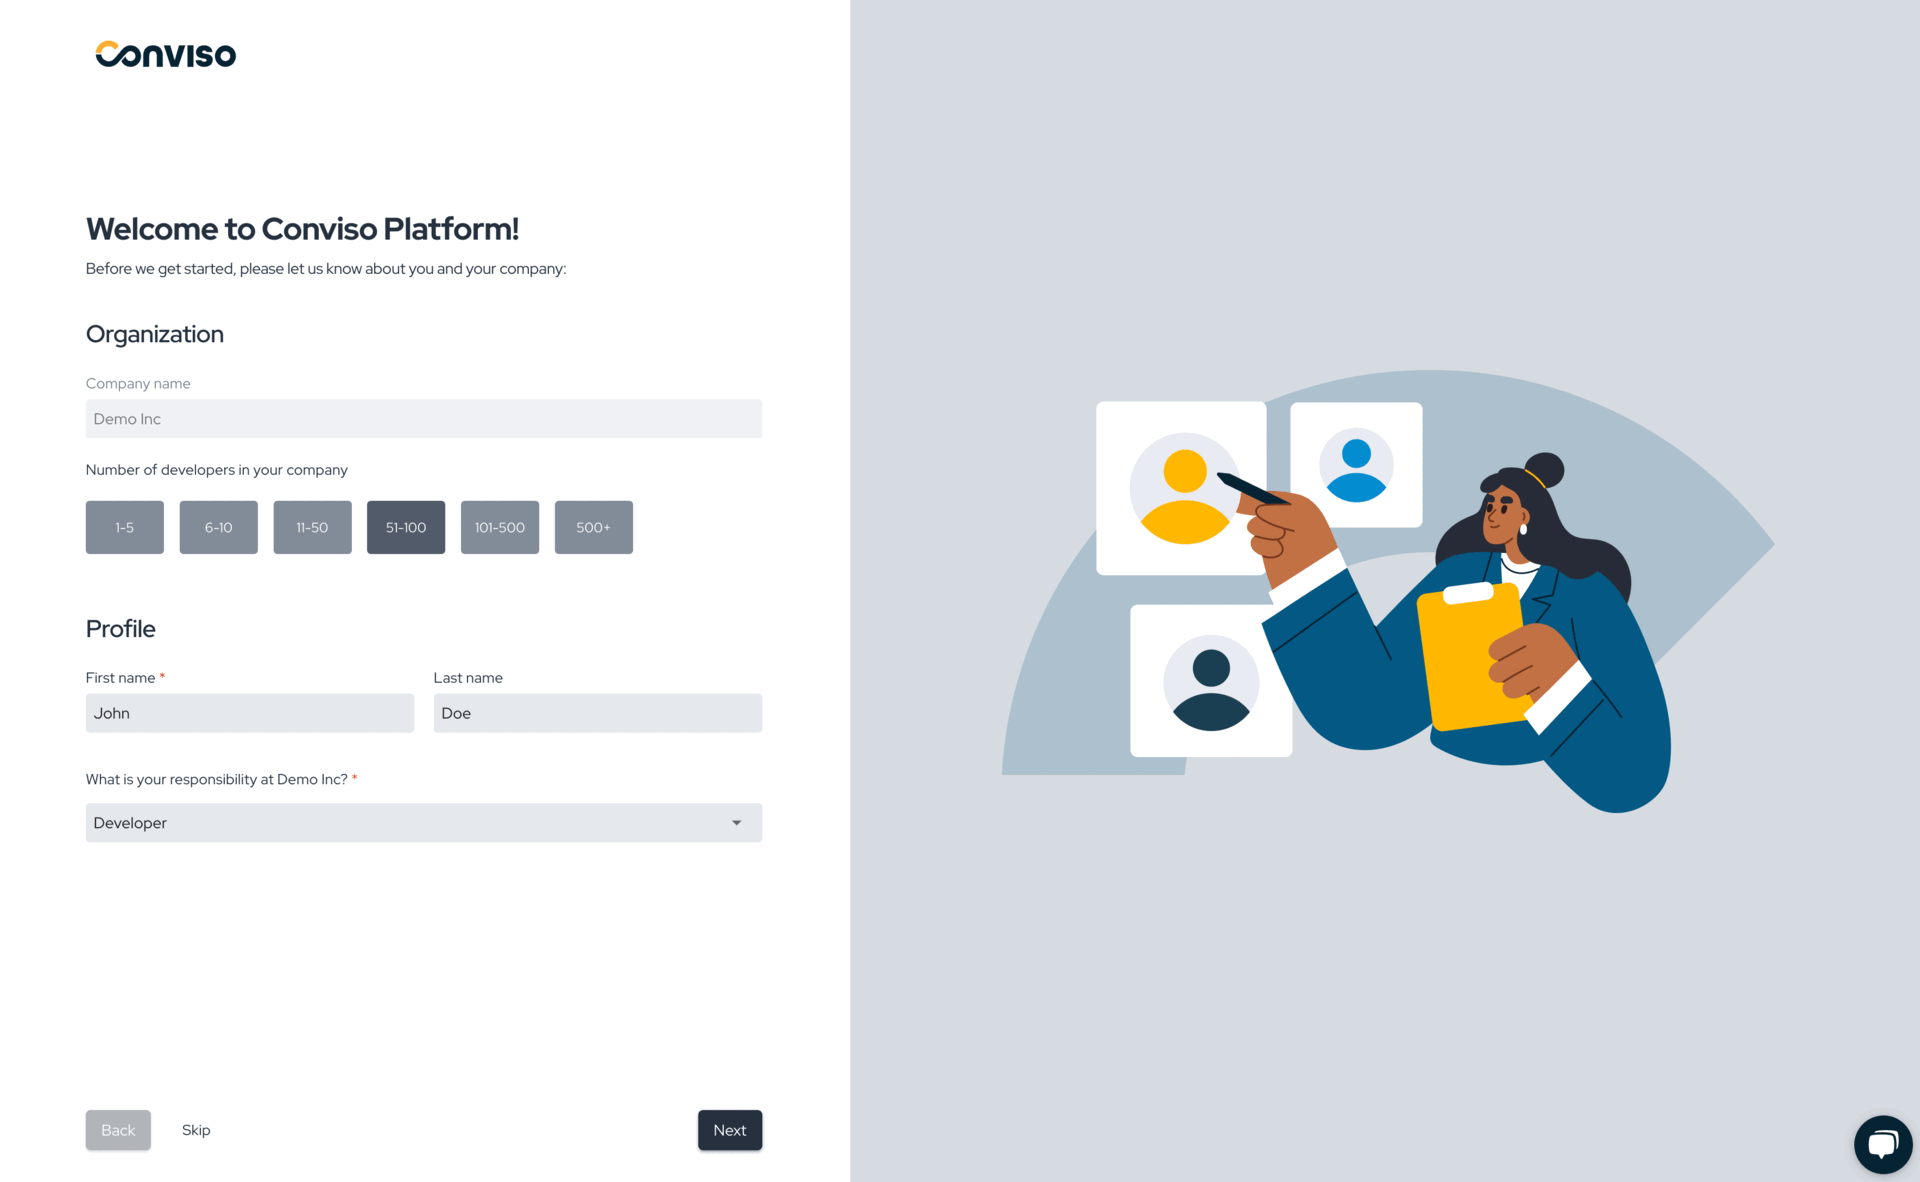 Conviso
Welcome to Conviso Platform!
Before we get started, please let us know about you and your company:
Organization
Company name
Demo Inc
Number of developers in your company
1-5 6-10 11-50 51-100 101-500 500+
Profile
First name * Last name
John Doe
What is your responsibility at Demo Inc? *
Developer
Back Skip Next